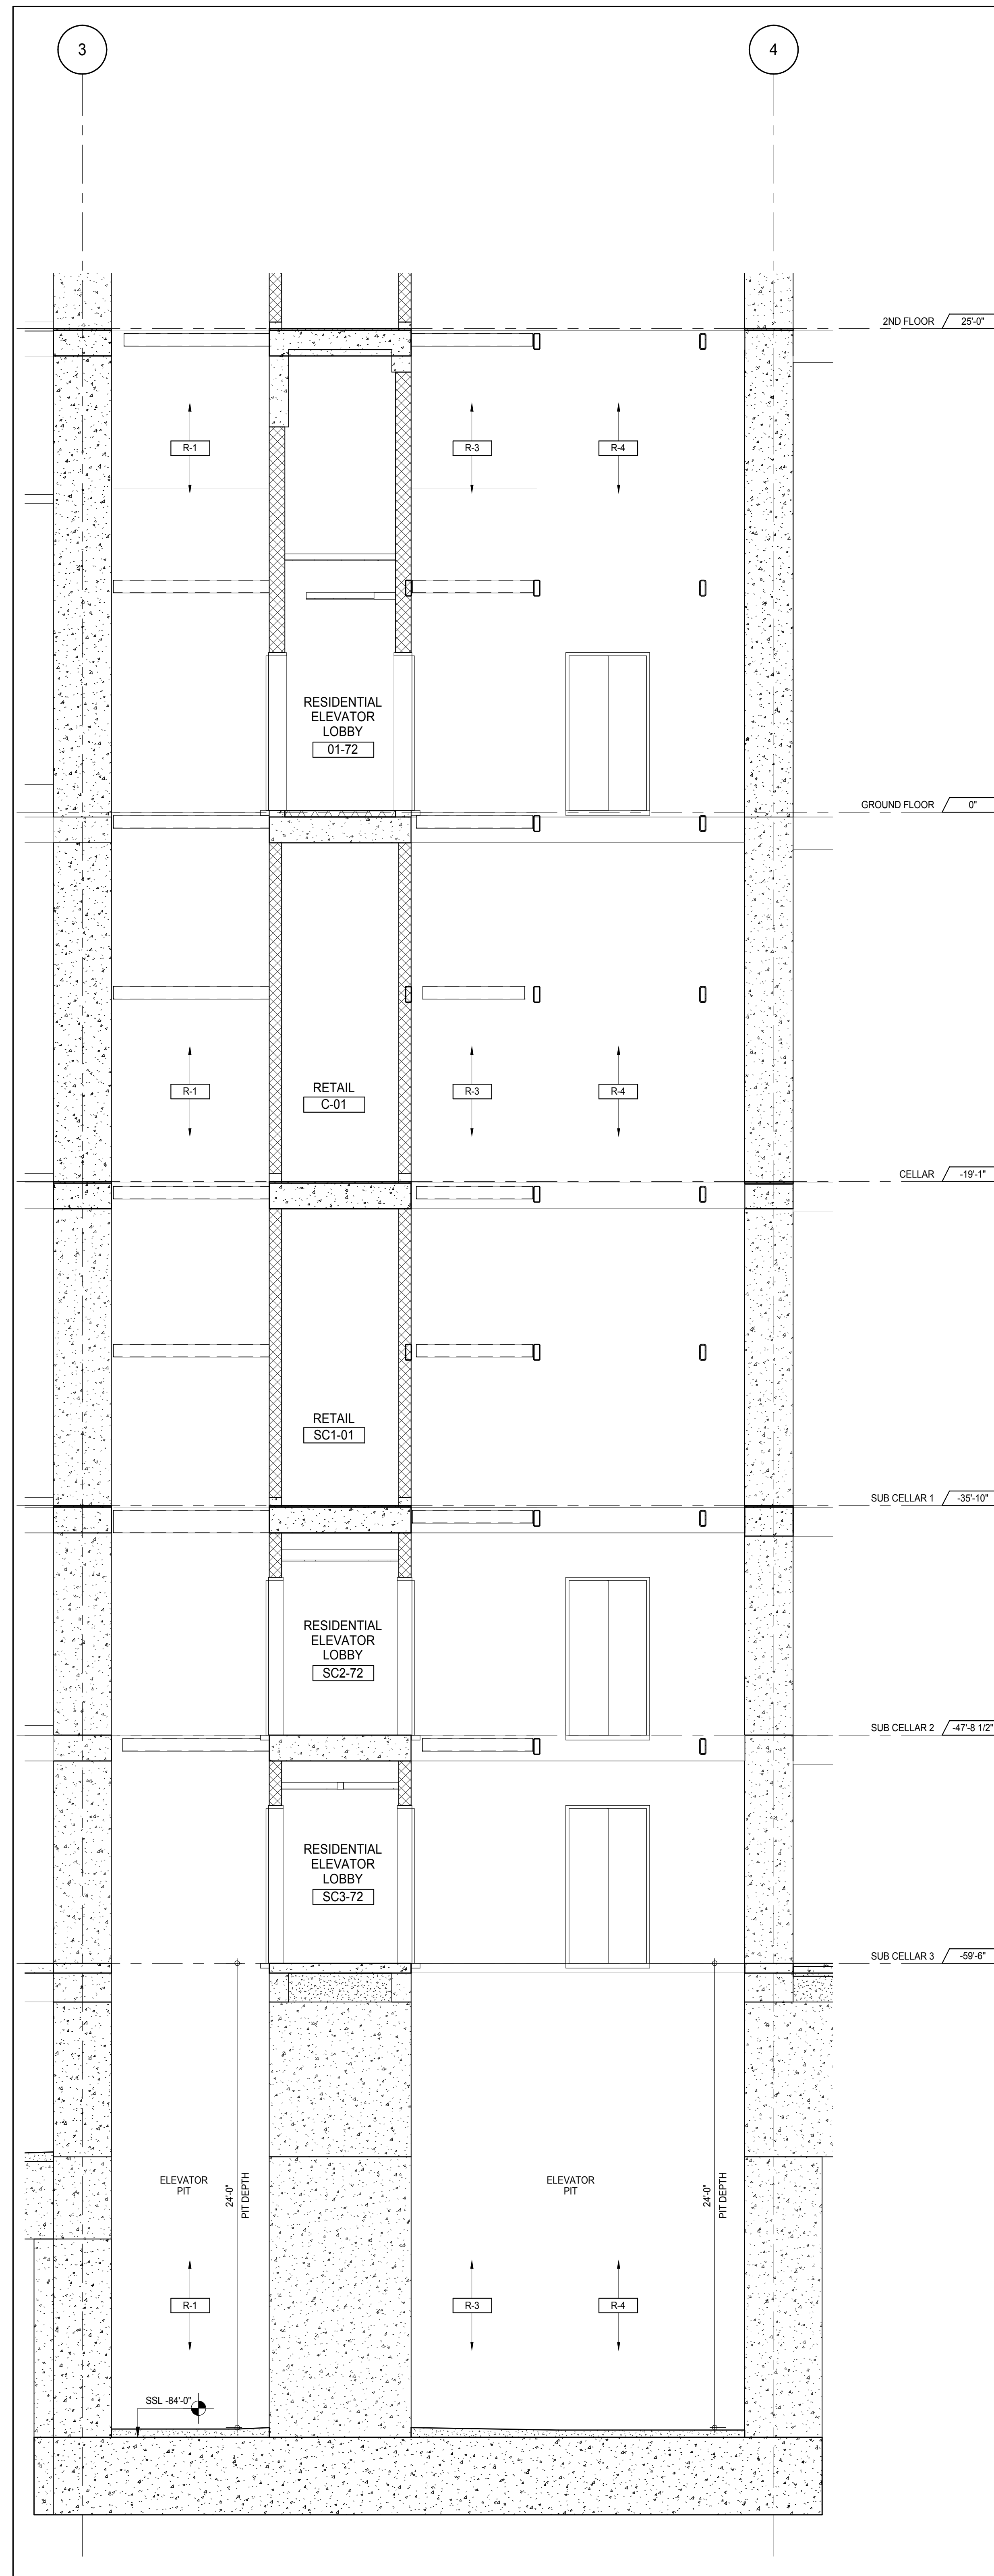 3
4
2ND FLOOR 25'-0"
R-1
R-3
R-4
RESIDENTIAL
ELEVATOR
LOBBY
01-72
GROUND FLOOR 0"
R-1
RETAIL
C-01
R-3
R-4
CELLAR -19'-1"
RETAIL
SC1-01
SUB CELLAR 1 -35'-10"
RESIDENTIAL
ELEVATOR
LOBBY
SC2-72
SUB CELLAR 2 -47'-8 1/2"
RESIDENTIAL
ELEVATOR
LOBBY
SC3-72
SUB CELLAR 3 -59'-6"
ELEVATOR
PIT
24'-0"
PIT DEPTH
ELEVATOR
PIT
24'-0"
PIT DEPTH
R-1
R-3
R-4
SSL -84'-0"